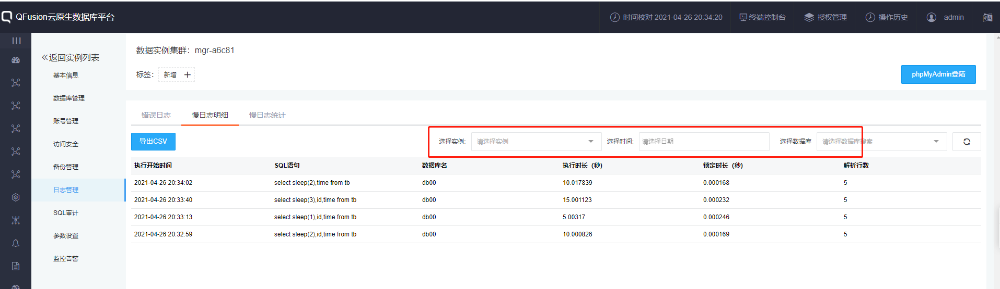 QFusion云原生数据库平台
时间校对 2021-04-26 20:34:20
终端控制台
授权管理
操作历史
admin
返回实例列表
基本信息
数据库管理
账号管理
访问安全
备份管理
日志管理
SQL审计
参数设置
监控告警
数据实例集群：mgr-a6c81
标签：
新增
phpMyAdmin登陆
错误日志 慢日志明细 慢日志统计
导出CSV
选择实例: 请选择实例
选择时间: 请选择日期
选择数据库 请选择数据库搜索
执行开始时间 SQL语句 数据库名 执行时长（秒） 锁定时长（秒） 解析行数
2021-04-26 20:34:02 select sleep(2),time from tb db00 10.017839 0.000168 5
2021-04-26 20:33:40 select sleep(3),id,time from tb db00 15.001123 0.000232 5
2021-04-26 20:33:13 select sleep(1),id,time from tb db00 5.00317 0.000246 5
2021-04-26 20:32:59 select sleep(2),id,time from tb db00 10.000826 0.000169 5